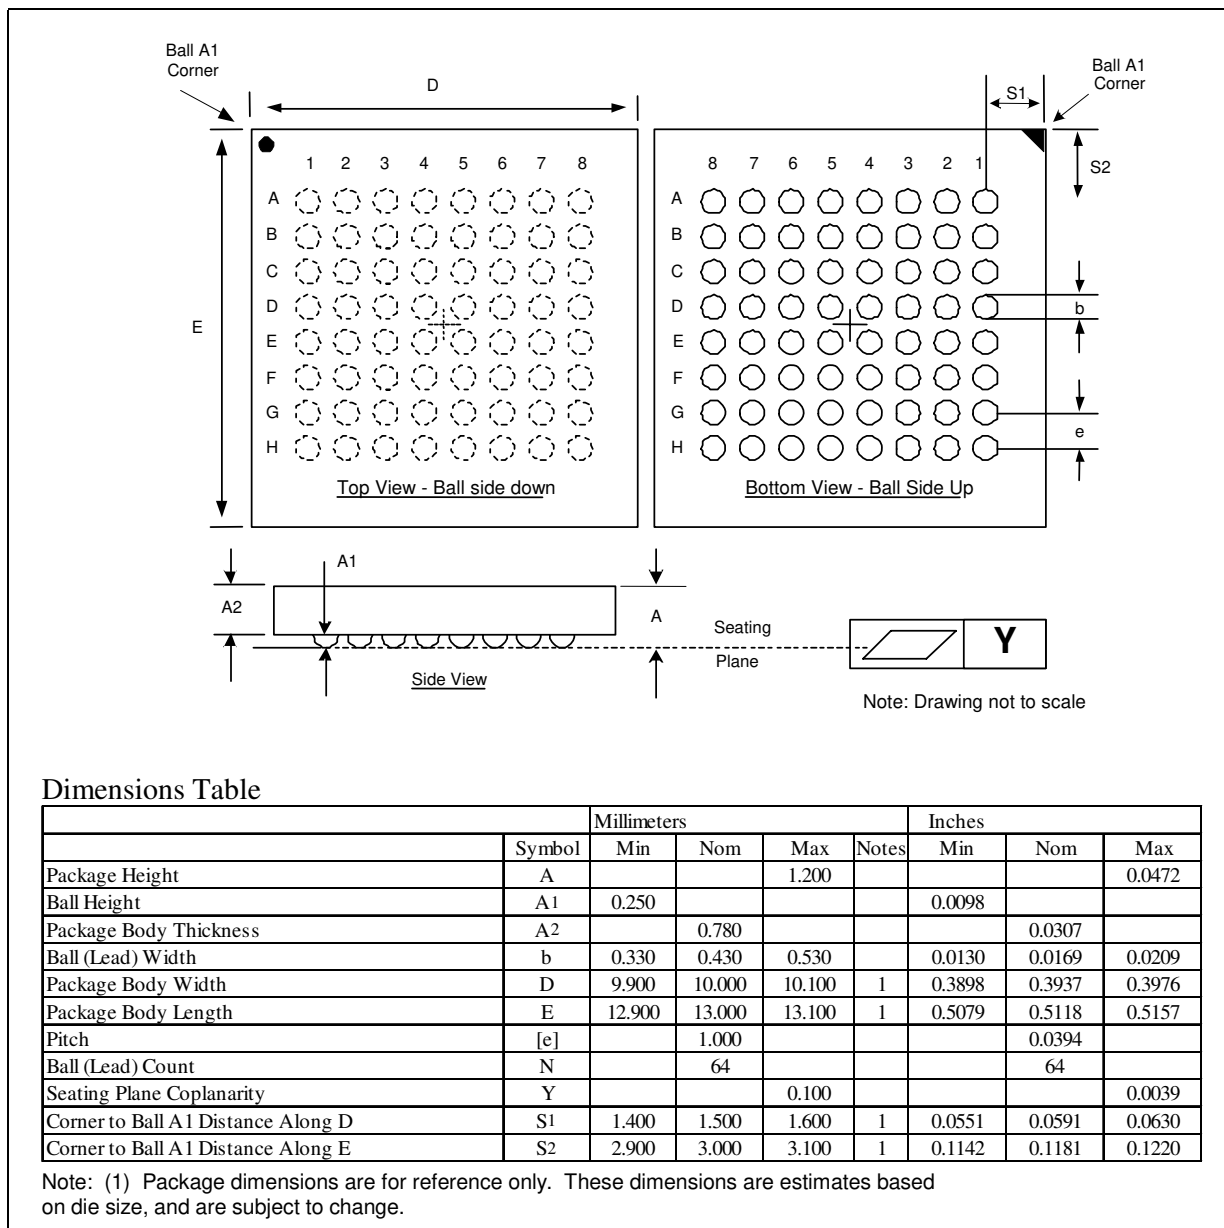 Ball A1
Corner
D
S1
Ball A1
Corner
S2
1 2 3 4 5 6 7 8
8 7 6 5 4 3 2 1
A
B
C
D
E
F
G
H
E
A
B
C
D
E
F
G
H
b
e
Top View - Ball side down
Bottom View - Ball Side Up
A1
A2
A
Seating
Plane
Y
Side View
Note: Drawing not to scale
Dimensions Table
Millimeters Inches
Symbol Min Nom Max Notes Min Nom Max
Package Height A 1.200 0.0472
Ball Height A1 0.250 0.0098
Package Body Thickness A2 0.780 0.0307
Ball (Lead) Width b 0.330 0.430 0.530 0.0130 0.0169 0.0209
Package Body Width D 9.900 10.000 10.100 1 0.3898 0.3937 0.3976
Package Body Length E 12.900 13.000 13.100 1 0.5079 0.5118 0.5157
Pitch [e] 1.000 0.0394
Ball (Lead) Count N 64 64
Seating Plane Coplanarity Y 0.100 0.0039
Corner to Ball A1 Distance Along D S1 1.400 1.500 1.600 1 0.0551 0.0591 0.0630
Corner to Ball A1 Distance Along E S2 2.900 3.000 3.100 1 0.1142 0.1181 0.1220
Note: (1) Package dimensions are for reference only. These dimensions are estimates based
on die size, and are subject to change.